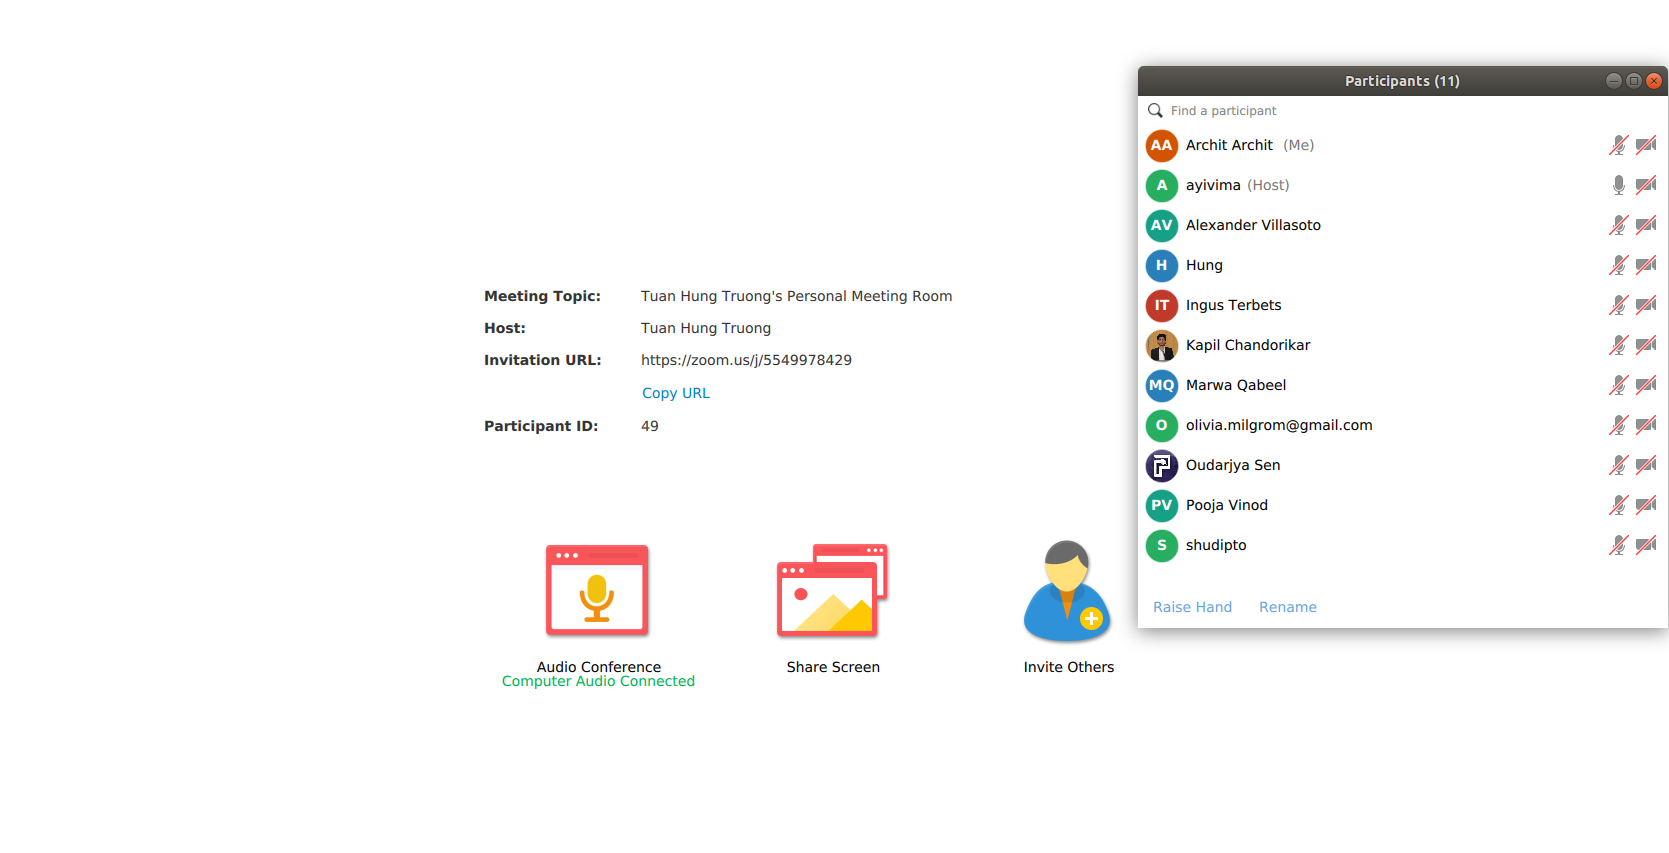 Participants (11)
Find a participant
AA Archit Archit (Me)
A ayivima (Host)
AV Alexander Villasoto
H Hung
IT Ingus Terbets
Kapil Chandorikar
MQ Marwa Qabeel
O olivia.milgrom@gmail.com
Oudarjya Sen
PV Pooja Vinod
S shudipto
Raise Hand Rename
Meeting Topic: Tuan Hung Truong's Personal Meeting Room
Host: Tuan Hung Truong
Invitation URL: https://zoom.us/j/5549978429
Copy URL
Participant ID: 49
Audio Conference
Computer Audio Connected
Share Screen
Invite Others